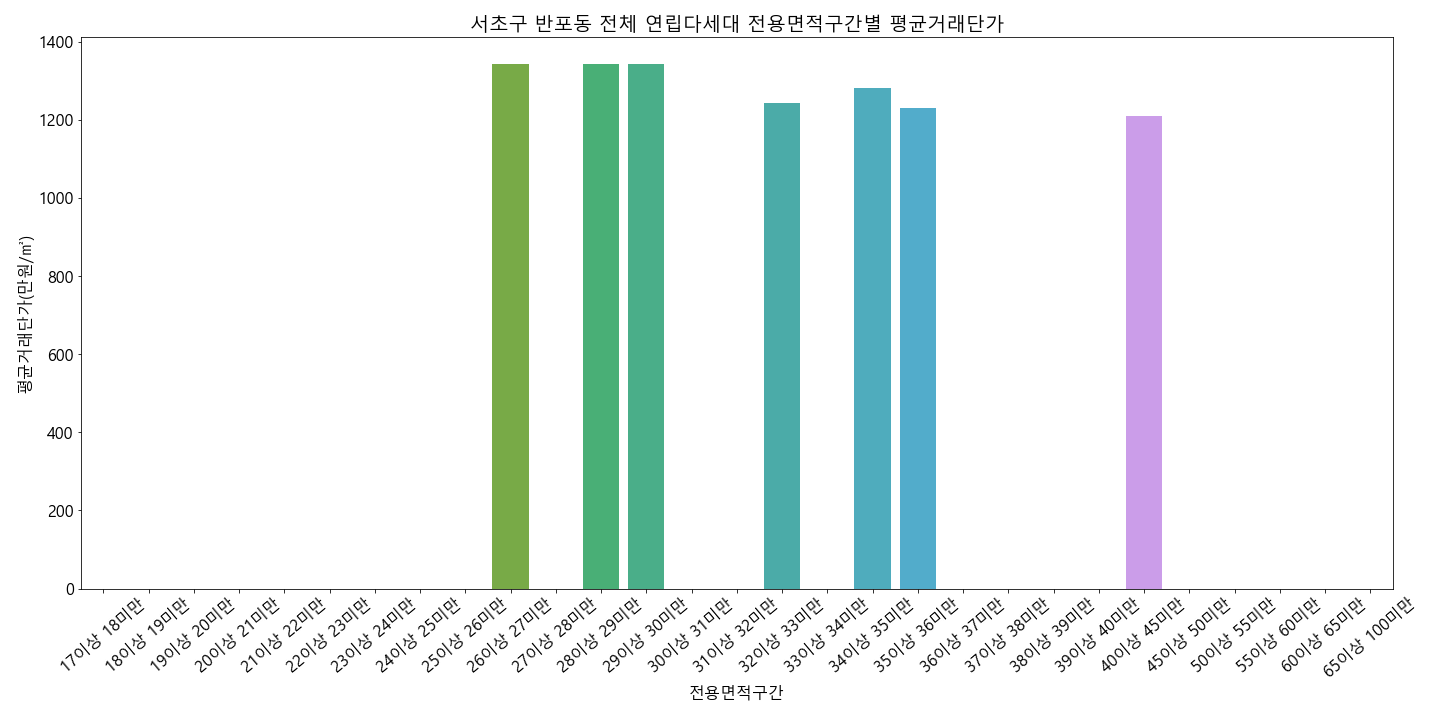 서초구 반포동 전체 연립다세대 전용면적구간별 평균거래단가
평균거래단가(만원/㎡)
1400
1200
1000
800
600
400
200
0
17이상 18미만
18이상 19미만
19이상 20미만
20이상 21미만
21이상 22미만
22이상 23미만
23이상 24미만
24이상 25미만
25이상 26미만
26이상 27미만
27이상 28미만
28이상 29미만
29이상 30미만
30이상 31미만
31이상 32미만
32이상 33미만
33이상 34미만
34이상 35미만
35이상 36미만
36이상 37미만
37이상 38미만
38이상 39미만
39이상 40미만
40이상 45미만
45이상 50미만
50이상 55미만
55이상 60미만
60이상 65미만
65이상 100미만
전용면적구간